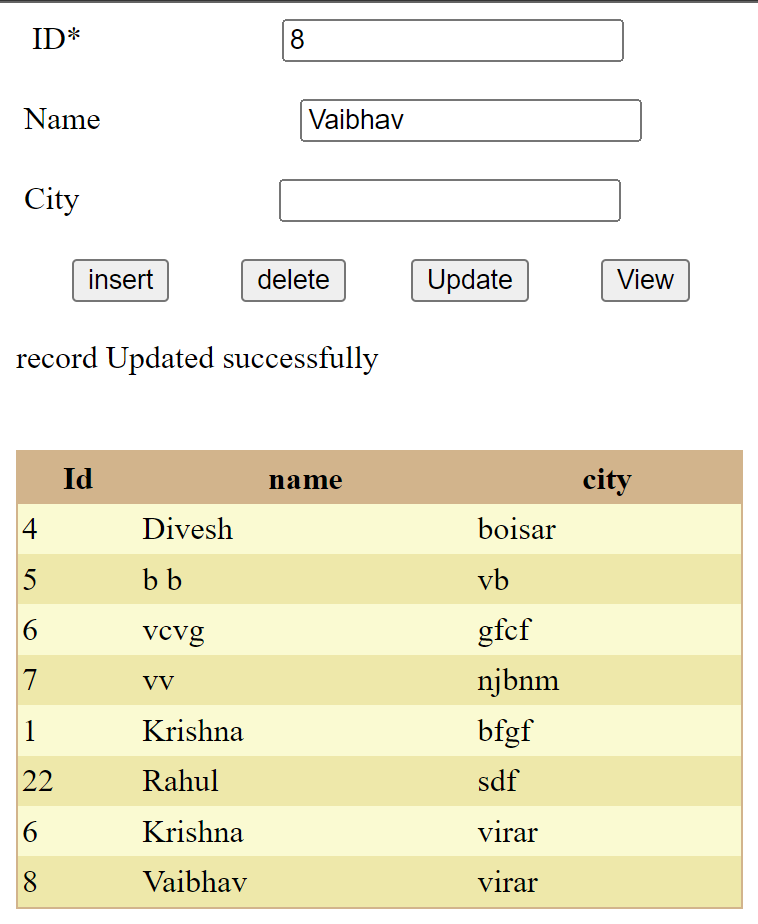 ID* 8
Name Vaibhav
City
insert delete Update View
record Updated successfully
Id name city
4 Divesh boisar
5 b b vb
6 vcvg gfcf
7 vv njbnm
1 Krishna bfgf
22 Rahul sdf
6 Krishna virar
8 Vaibhav virar